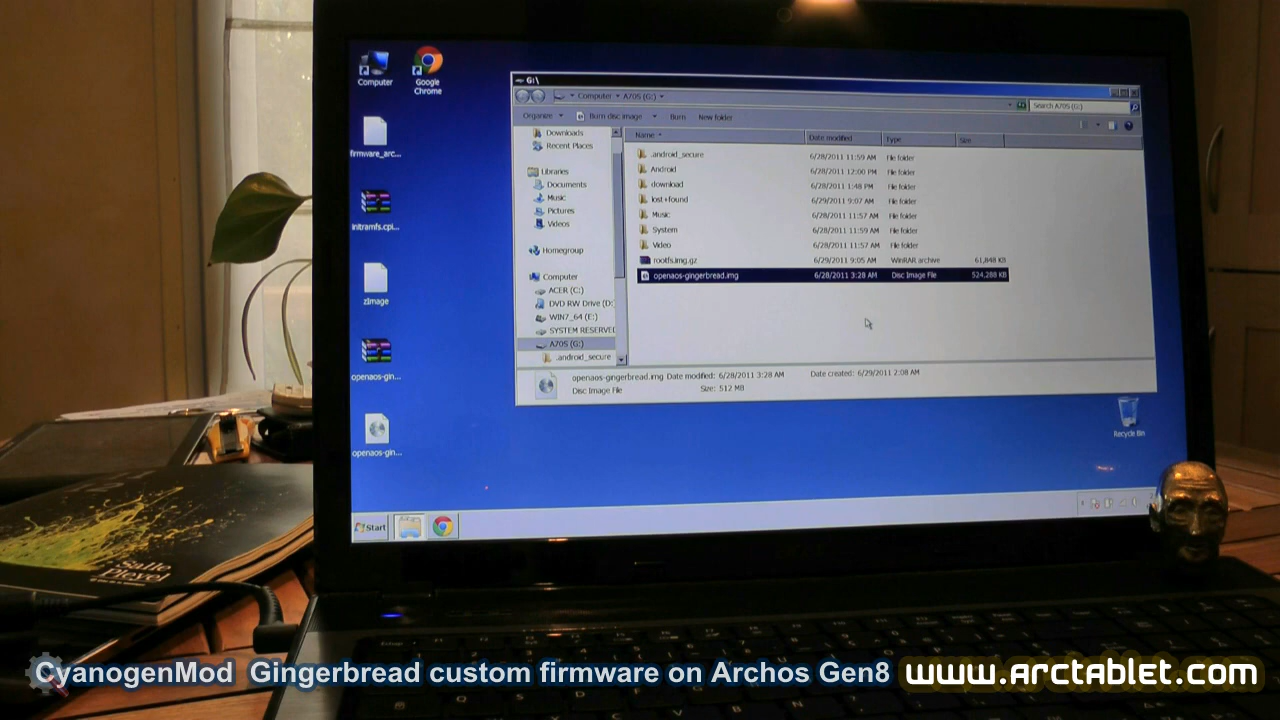 Computer
Google
Chrome
firmware_arc...
initramfs.cpi...
zImage
openaos-gin...
openaos-gin...
G:\
Computer A70S (G:)
Search A70S (G:)
Organize Burn disc image Burn New folder
Downloads
Recent Places
Libraries
Documents
Music
Pictures
Videos
Homegroup
Computer
ACER (C:)
DVD RW Drive (D:
WIN7_64 (E:)
SYSTEM RESERVED
A70S (G:)
.android_secure
Name Date modified Type Size
.android_secure 6/28/2011 11:59 AM File folder
Android 6/28/2011 12:00 PM File folder
download 6/28/2011 1:48 PM File folder
lost+found 6/29/2011 9:07 AM File folder
Music 6/28/2011 11:57 AM File folder
System 6/28/2011 11:59 AM File folder
Video 6/28/2011 11:57 AM File folder
rootfs.img.gz 6/29/2011 9:05 AM WinRAR archive 61,848 KB
openaos-gingerbread.img 6/28/2011 3:28 AM Disc Image File 524,288 KB
openaos-gingerbread.img Date modified: 6/28/2011 3:28 AM Date created: 6/29/2011 2:08 AM
Disc Image File Size: 512 MB
Recycle Bin
Start
Salle
Pleyel
CyanogenMod Gingerbread custom firmware on Archos Gen8 www.arctablet.com